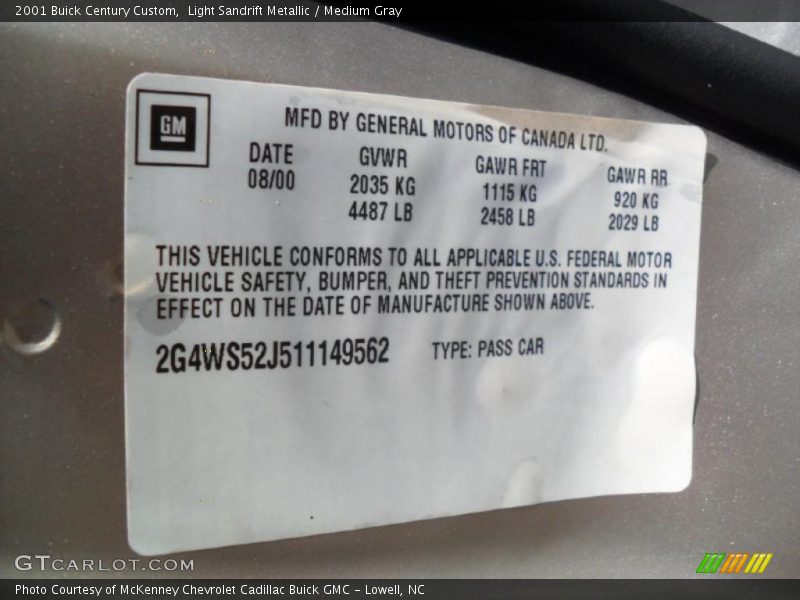 2001 Buick Century Custom, Light Sandrift Metallic / Medium Gray
GM
MFD BY GENERAL MOTORS OF CANADA LTD.
DATE GVWR GAWR FRT GAWR RR
08/00 2035 KG 1115 KG 920 KG
4487 LB 2458 LB 2029 LB
THIS VEHICLE CONFORMS TO ALL APPLICABLE U.S. FEDERAL MOTOR
VEHICLE SAFETY, BUMPER, AND THEFT PREVENTION STANDARDS IN
EFFECT ON THE DATE OF MANUFACTURE SHOWN ABOVE.
2G4WS52J511149562 TYPE: PASS CAR
GTCARLOT.COM
Photo Courtesy of McKenney Chevrolet Cadillac Buick GMC - Lowell, NC